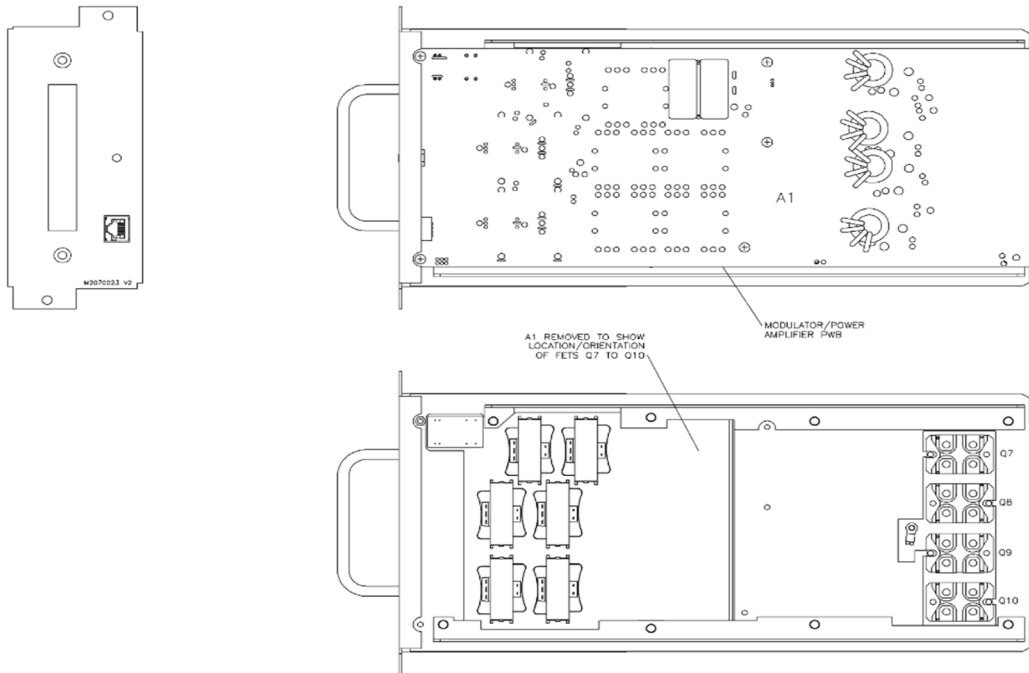 M2070023 V2
A1
MODULATOR/POWER
AMPLIFIER PWB
A1 REMOVED TO SHOW
LOCATION/ORIENTATION
OF FETS Q7 TO Q10
Q7
Q8
Q9
Q10